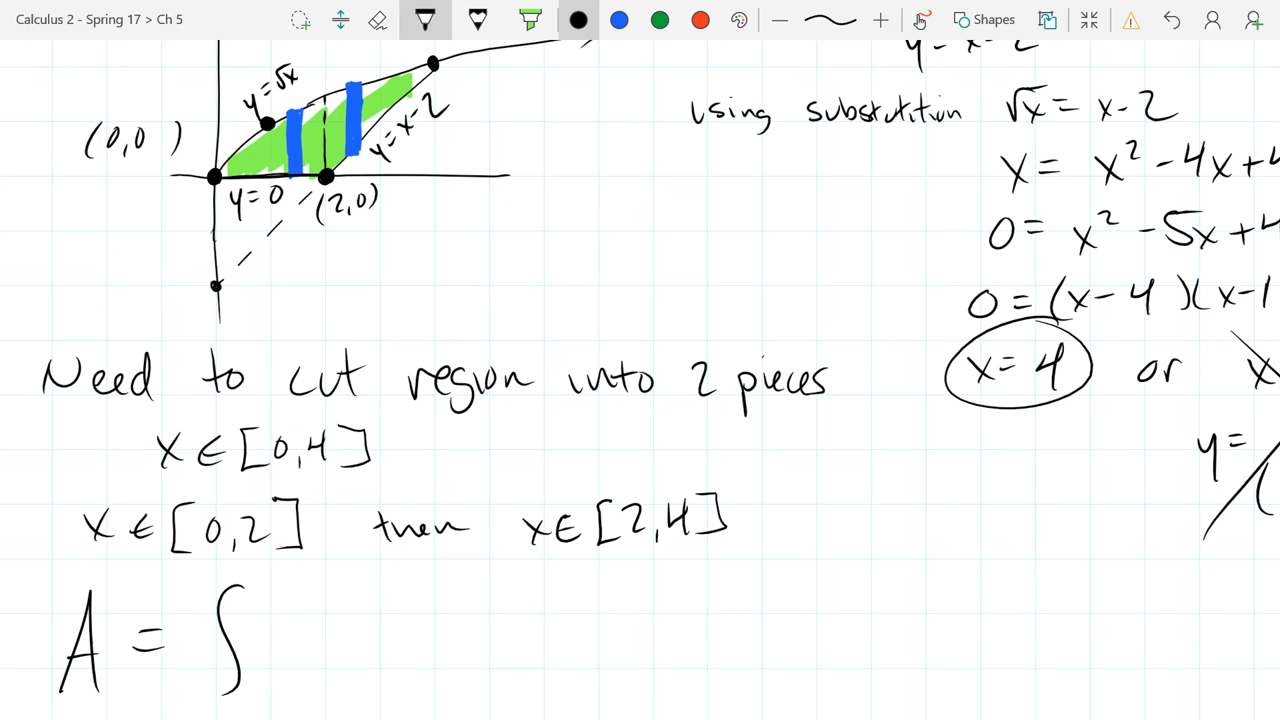 Calculus 2 - Spring 17 > Ch 5
Shapes
y=√x
y=x-2
(0,0)
y=0
(2,0)
y=x-2
using substitution √x = x-2
x = x² -4x+4
0 = x² -5x+4
0 = (x-4)(x-1
x=4 or x
y=
Need to cut region into 2 pieces
x∈[0,4]
x∈[0,2] then x∈[2,4]
A = ∫